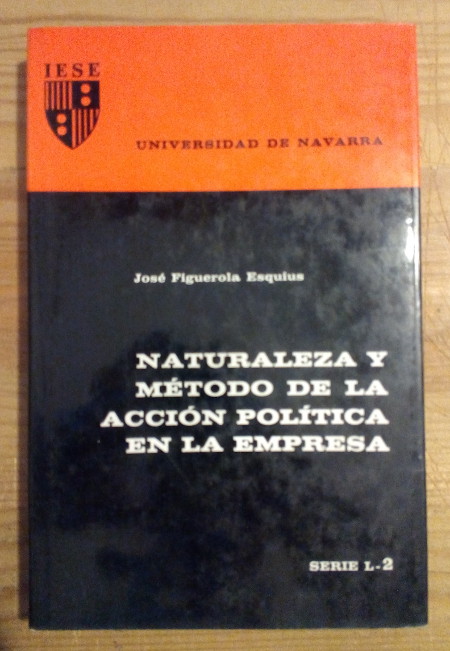 IESE
UNIVERSIDAD DE NAVARRA
José Figuerola Esquius
NATURALEZA Y
MÉTODO DE LA
ACCIÓN POLÍTICA
EN LA EMPRESA
SERIE L-2